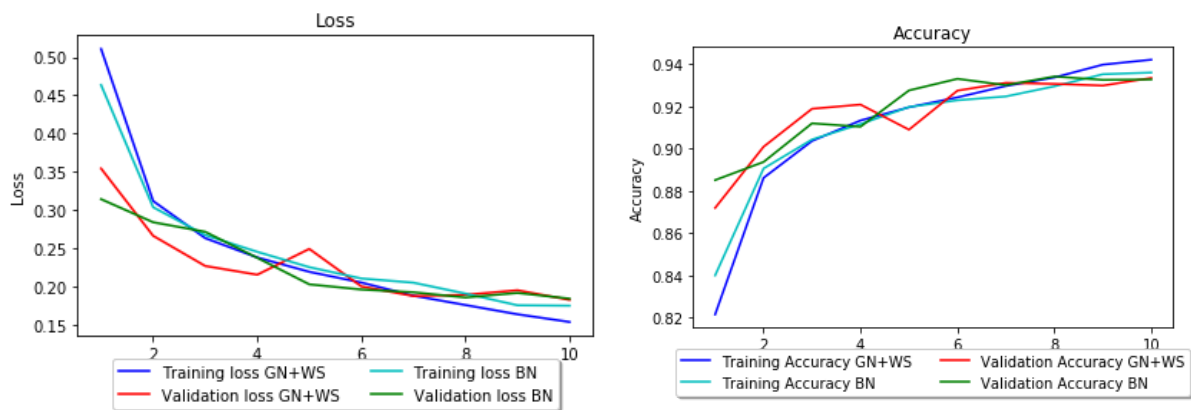 Loss
0.50
0.45
0.40
0.35
0.30
0.25
0.20
0.15
Loss
2 4 6 8 10
Training loss GN+WS Training loss BN
Validation loss GN+WS Validation loss BN
Accuracy
0.94
0.92
0.90
0.88
0.86
0.84
0.82
Accuracy
2 4 6 8 10
Training Accuracy GN+WS Validation Accuracy GN+WS
Training Accuracy BN Validation Accuracy BN